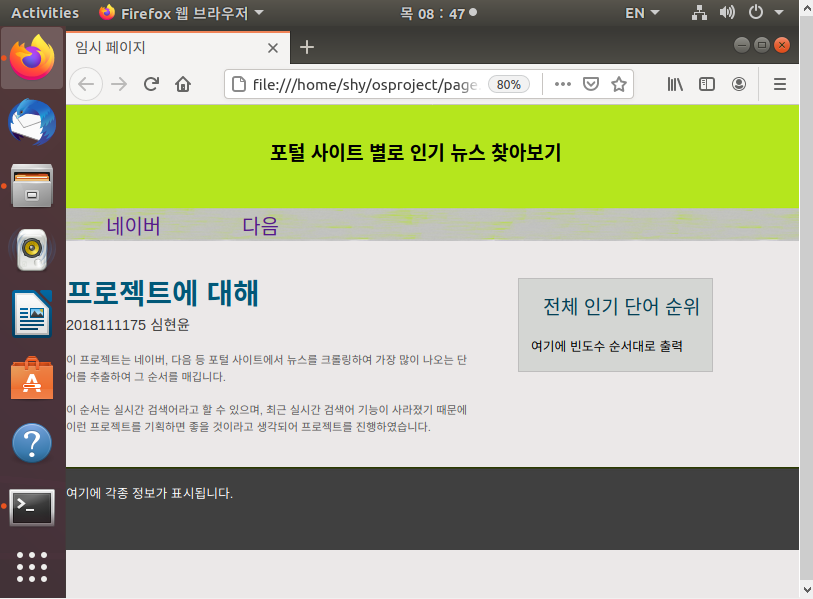 Activities
Firefox 웹 브라우저
목 08 : 47
EN
임시 페이지
file:///home/shy/osproject/page
80%
포털 사이트 별로 인기 뉴스 찾아보기
네이버 다음
프로젝트에 대해
2018111175 심현윤
이 프로젝트는 네이버, 다음 등 포털 사이트에서 뉴스를 크롤링하여 가장 많이 나오는 단
어를 추출하여 그 순서를 매깁니다.
이 순서는 실시간 검색어라고 할 수 있으며, 최근 실시간 검색어 기능이 사라졌기 때문에
이런 프로젝트를 기획하면 좋을 것이라고 생각되어 프로젝트를 진행하였습니다.
전체 인기 단어 순위
여기에 빈도수 순서대로 출력
여기에 각종 정보가 표시됩니다.